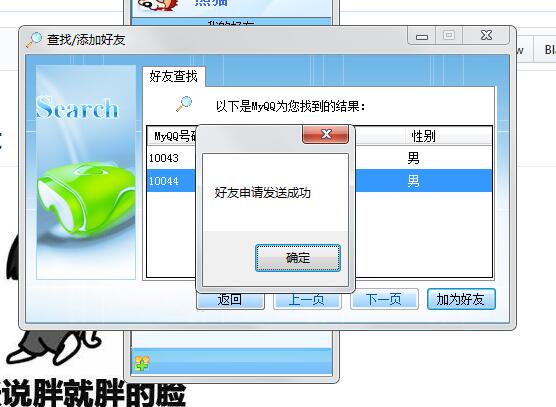 熊猫
我的好友
查找/添加好友
w
Bl
Search
好友查找
以下是MyQQ为您找到的结果：
MyQQ号
性别
10043
男
10044
男
好友申请发送成功
确定
返回
上一页
下一页
加为好友
说胖就胖的脸